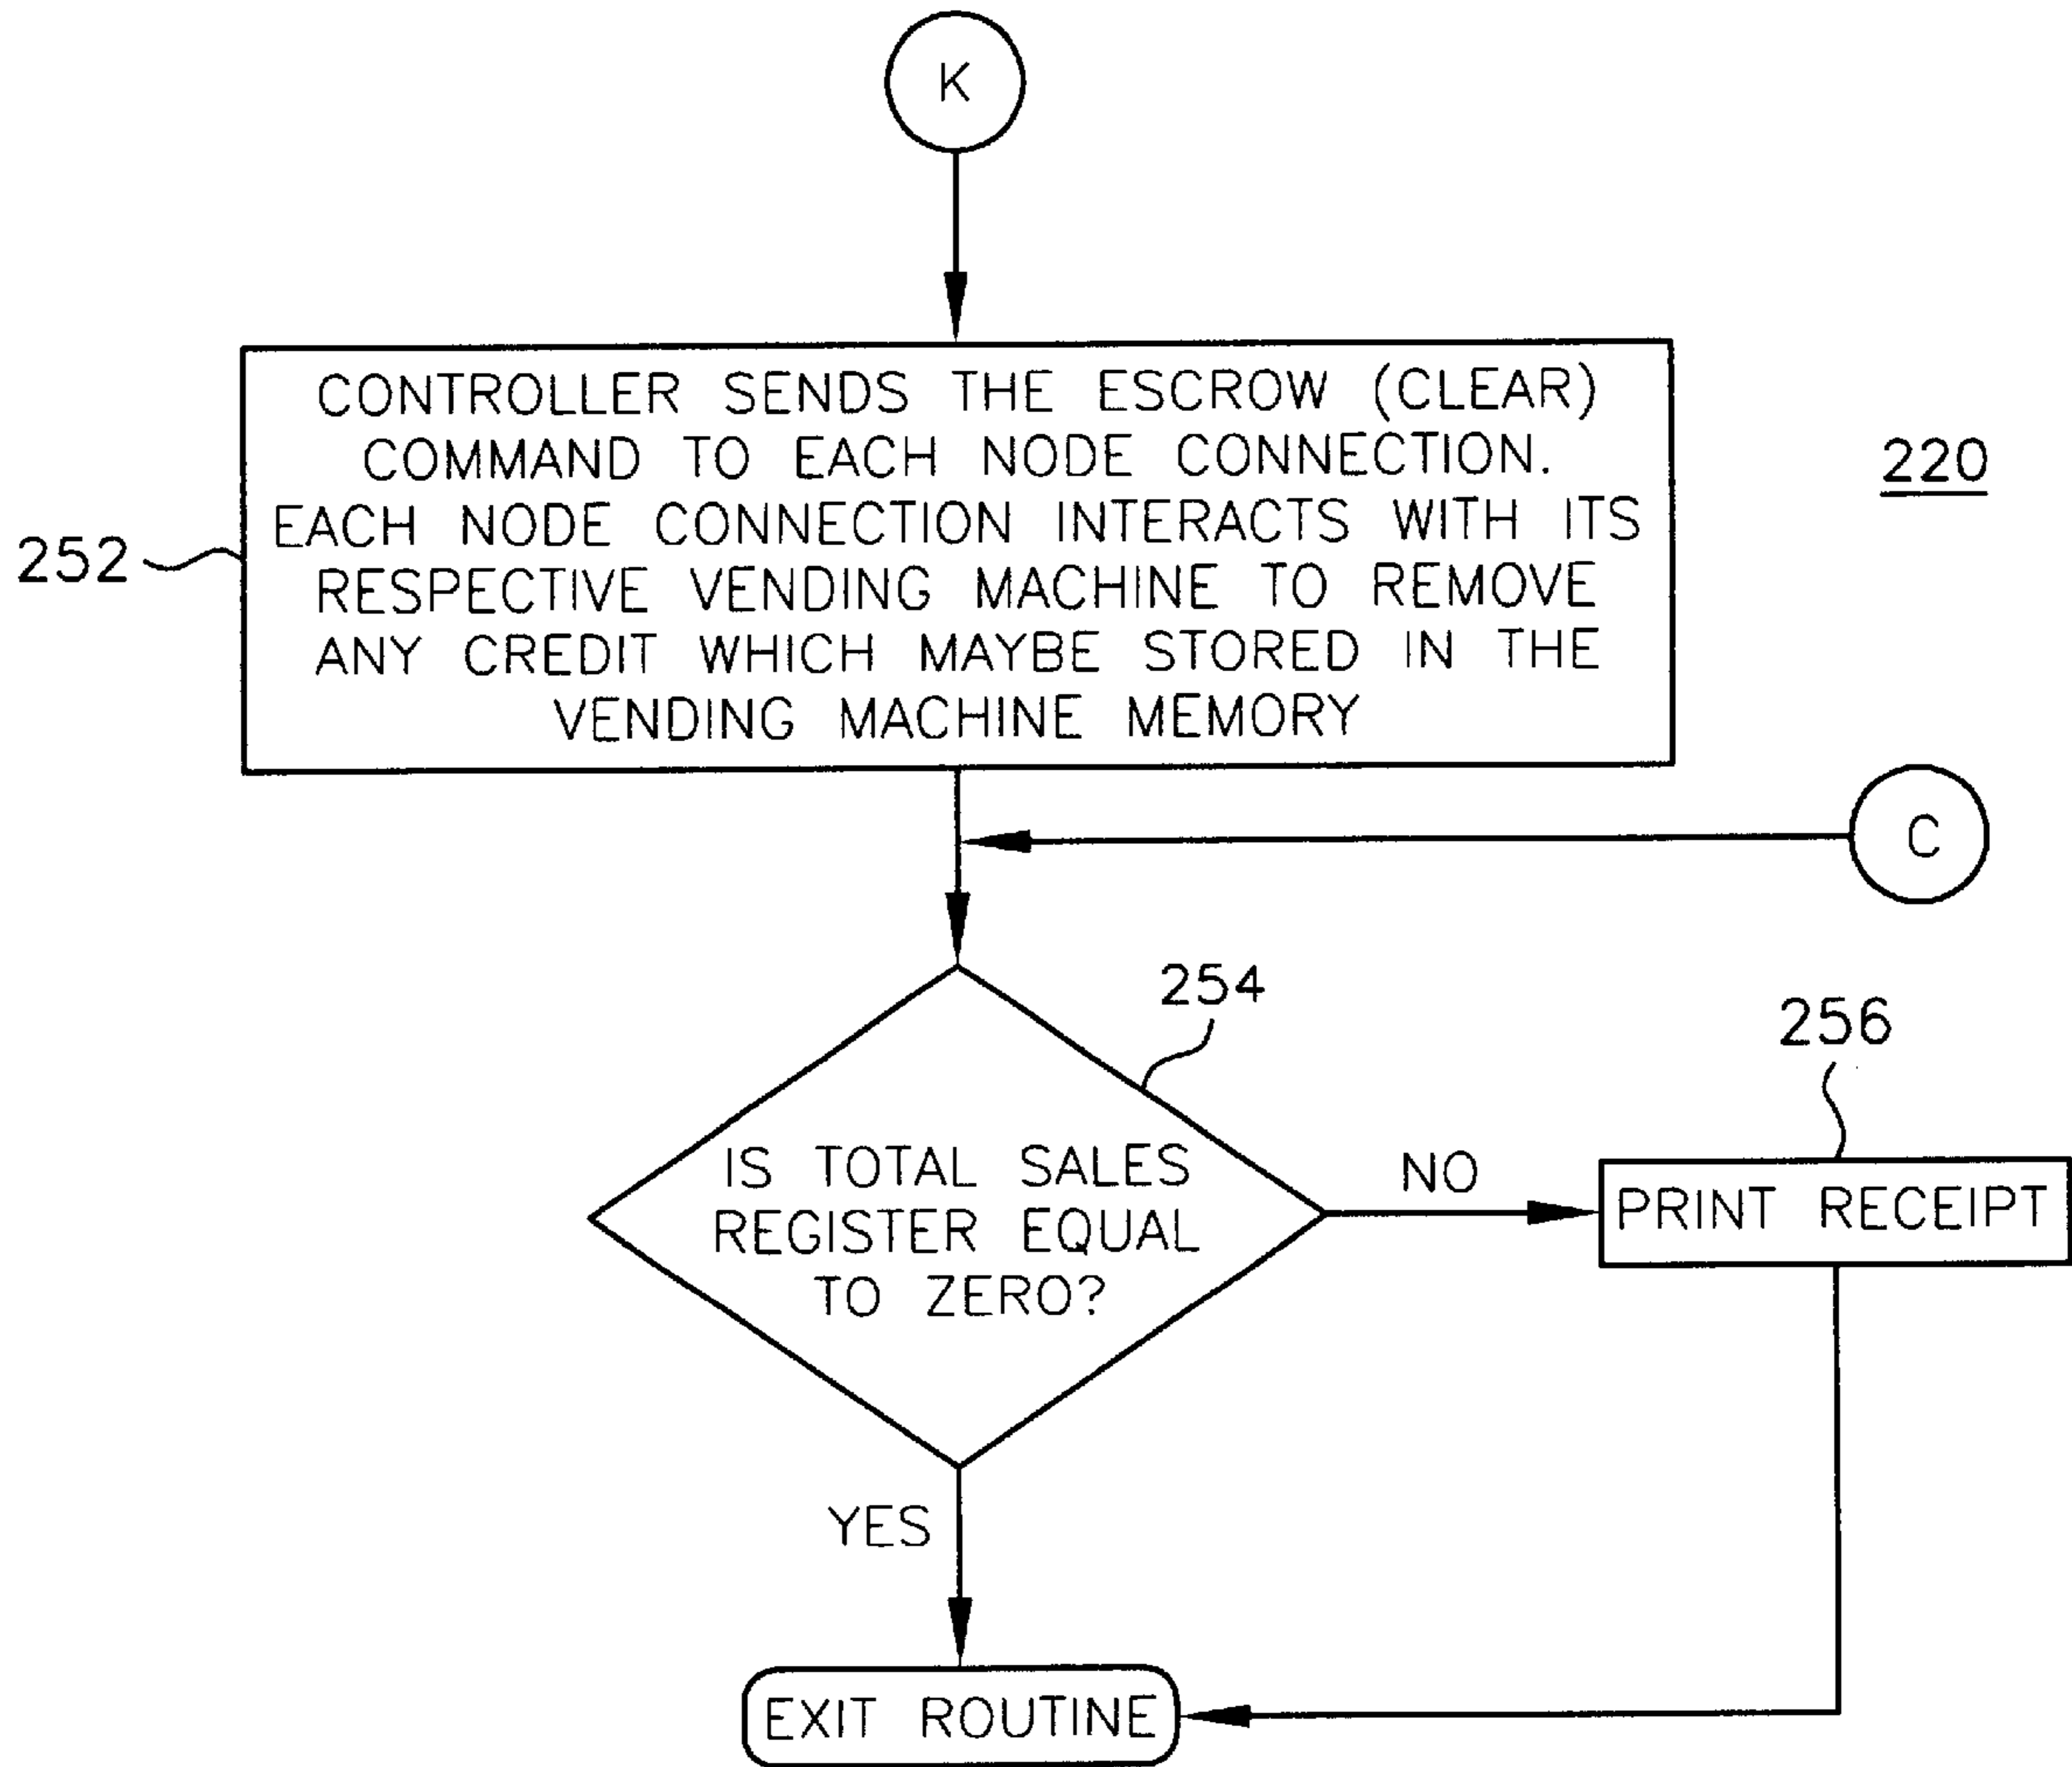 K
CONTROLLER SENDS THE ESCROW (CLEAR)
COMMAND TO EACH NODE CONNECTION.
EACH NODE CONNECTION INTERACTS WITH ITS
RESPECTIVE VENDING MACHINE TO REMOVE
ANY CREDIT WHICH MAYBE STORED IN THE
VENDING MACHINE MEMORY
220
252
C
254
256
IS TOTAL SALES
REGISTER EQUAL
TO ZERO?
NO
PRINT RECEIPT
YES
EXIT ROUTINE